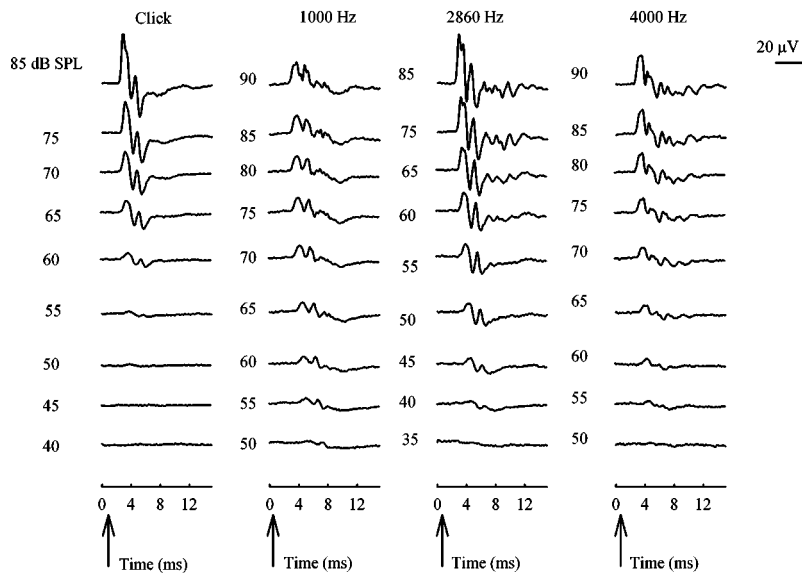 Click 1000 Hz 2860 Hz 4000 Hz
20 μV
85 dB SPL 90 85 90
75 85 75 85
70 80 65 80
65 75 60 75
60 70 55 70
55 65 50 65
50 60 45 60
45 55 40 55
40 50 35 50
0 4 8 12 0 4 8 12 0 4 8 12 0 4 8 12
Time (ms) Time (ms) Time (ms) Time (ms)